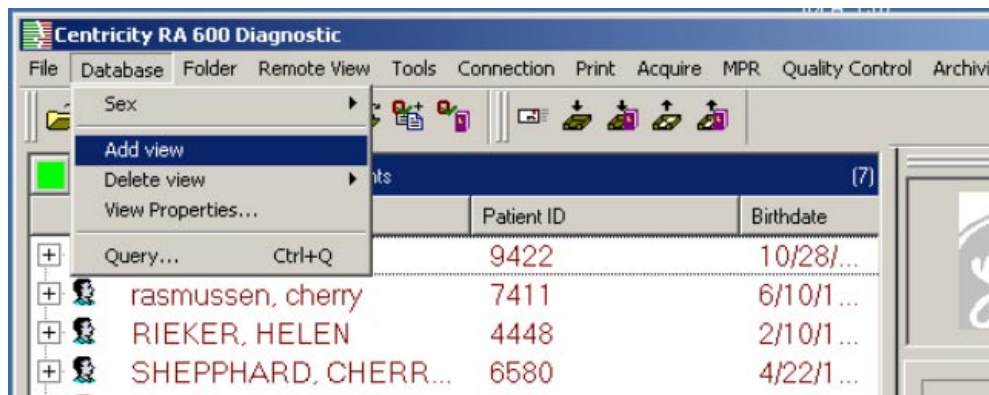 Centricity RA 600 Diagnostic
File Database Folder Remote View Tools Connection Print Acquire MPR Quality Control
Sex
Add view
Delete view
View Properties...
Query... Ctrl+Q
(7)
Patient ID Birthdate
9422 10/28/...
rasmussen, cherry 7411 6/10/1...
RIEKER, HELEN 4448 2/10/1...
SHEPPHARD, CHERR... 6580 4/22/1...